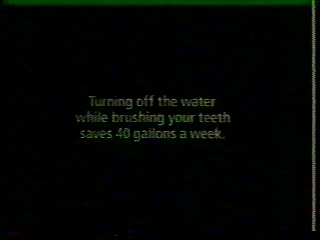 Turning off the water
while brushing your teeth
saves 40 gallons a week.